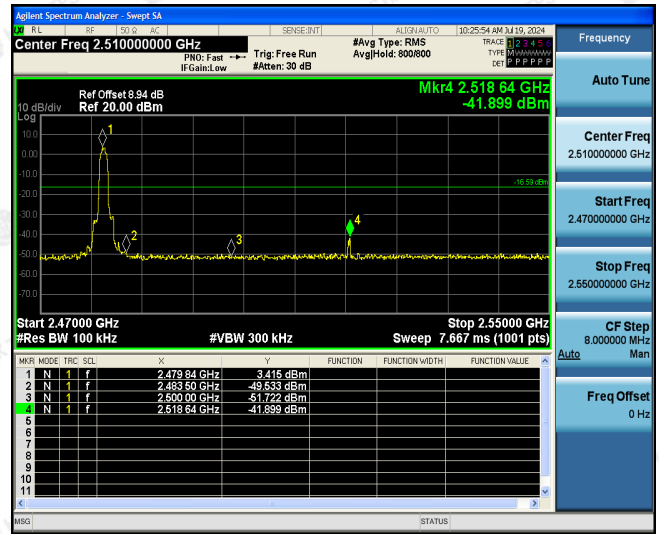 Agilent Spectrum Analyzer - Swept SA
LXI RL RF 50 Ω AC SENSE:INT ALIGN AUTO 10:25:54 AM Jul 19, 2024
Center Freq 2.510000000 GHz
PNO: Fast
IFGain:Low
Trig: Free Run
#Atten: 30 dB
#Avg Type: RMS
Avg|Hold: 800/800
TRACE 1 2 3 4 5 6
TYPE MWWWWW
DET P P P P P P
Ref Offset 8.94 dB
Ref 20.00 dBm
10 dB/div
Log
Mkr4 2.518 64 GHz
-41.899 dBm
10.0
0.00
-10.0
-20.0
-30.0
-40.0
-50.0
-60.0
-70.0
1
2
3
4
-16.59 dBm
Start 2.47000 GHz
Stop 2.55000 GHz
#Res BW 100 kHz #VBW 300 kHz Sweep 7.667 ms (1001 pts)
MKR MODE TRC SCL X Y FUNCTION FUNCTION WIDTH FUNCTION VALUE
1 N 1 f 2.479 84 GHz 3.415 dBm
2 N 1 f 2.483 50 GHz -49.533 dBm
3 N 1 f 2.500 00 GHz -51.722 dBm
4 N 1 f 2.518 64 GHz -41.899 dBm
5
6
7
8
9
10
11
MSG STATUS
Frequency
Auto Tune
Center Freq
2.510000000 GHz
Start Freq
2.470000000 GHz
Stop Freq
2.550000000 GHz
CF Step
8.000000 MHz
Auto Man
Freq Offset
0 Hz